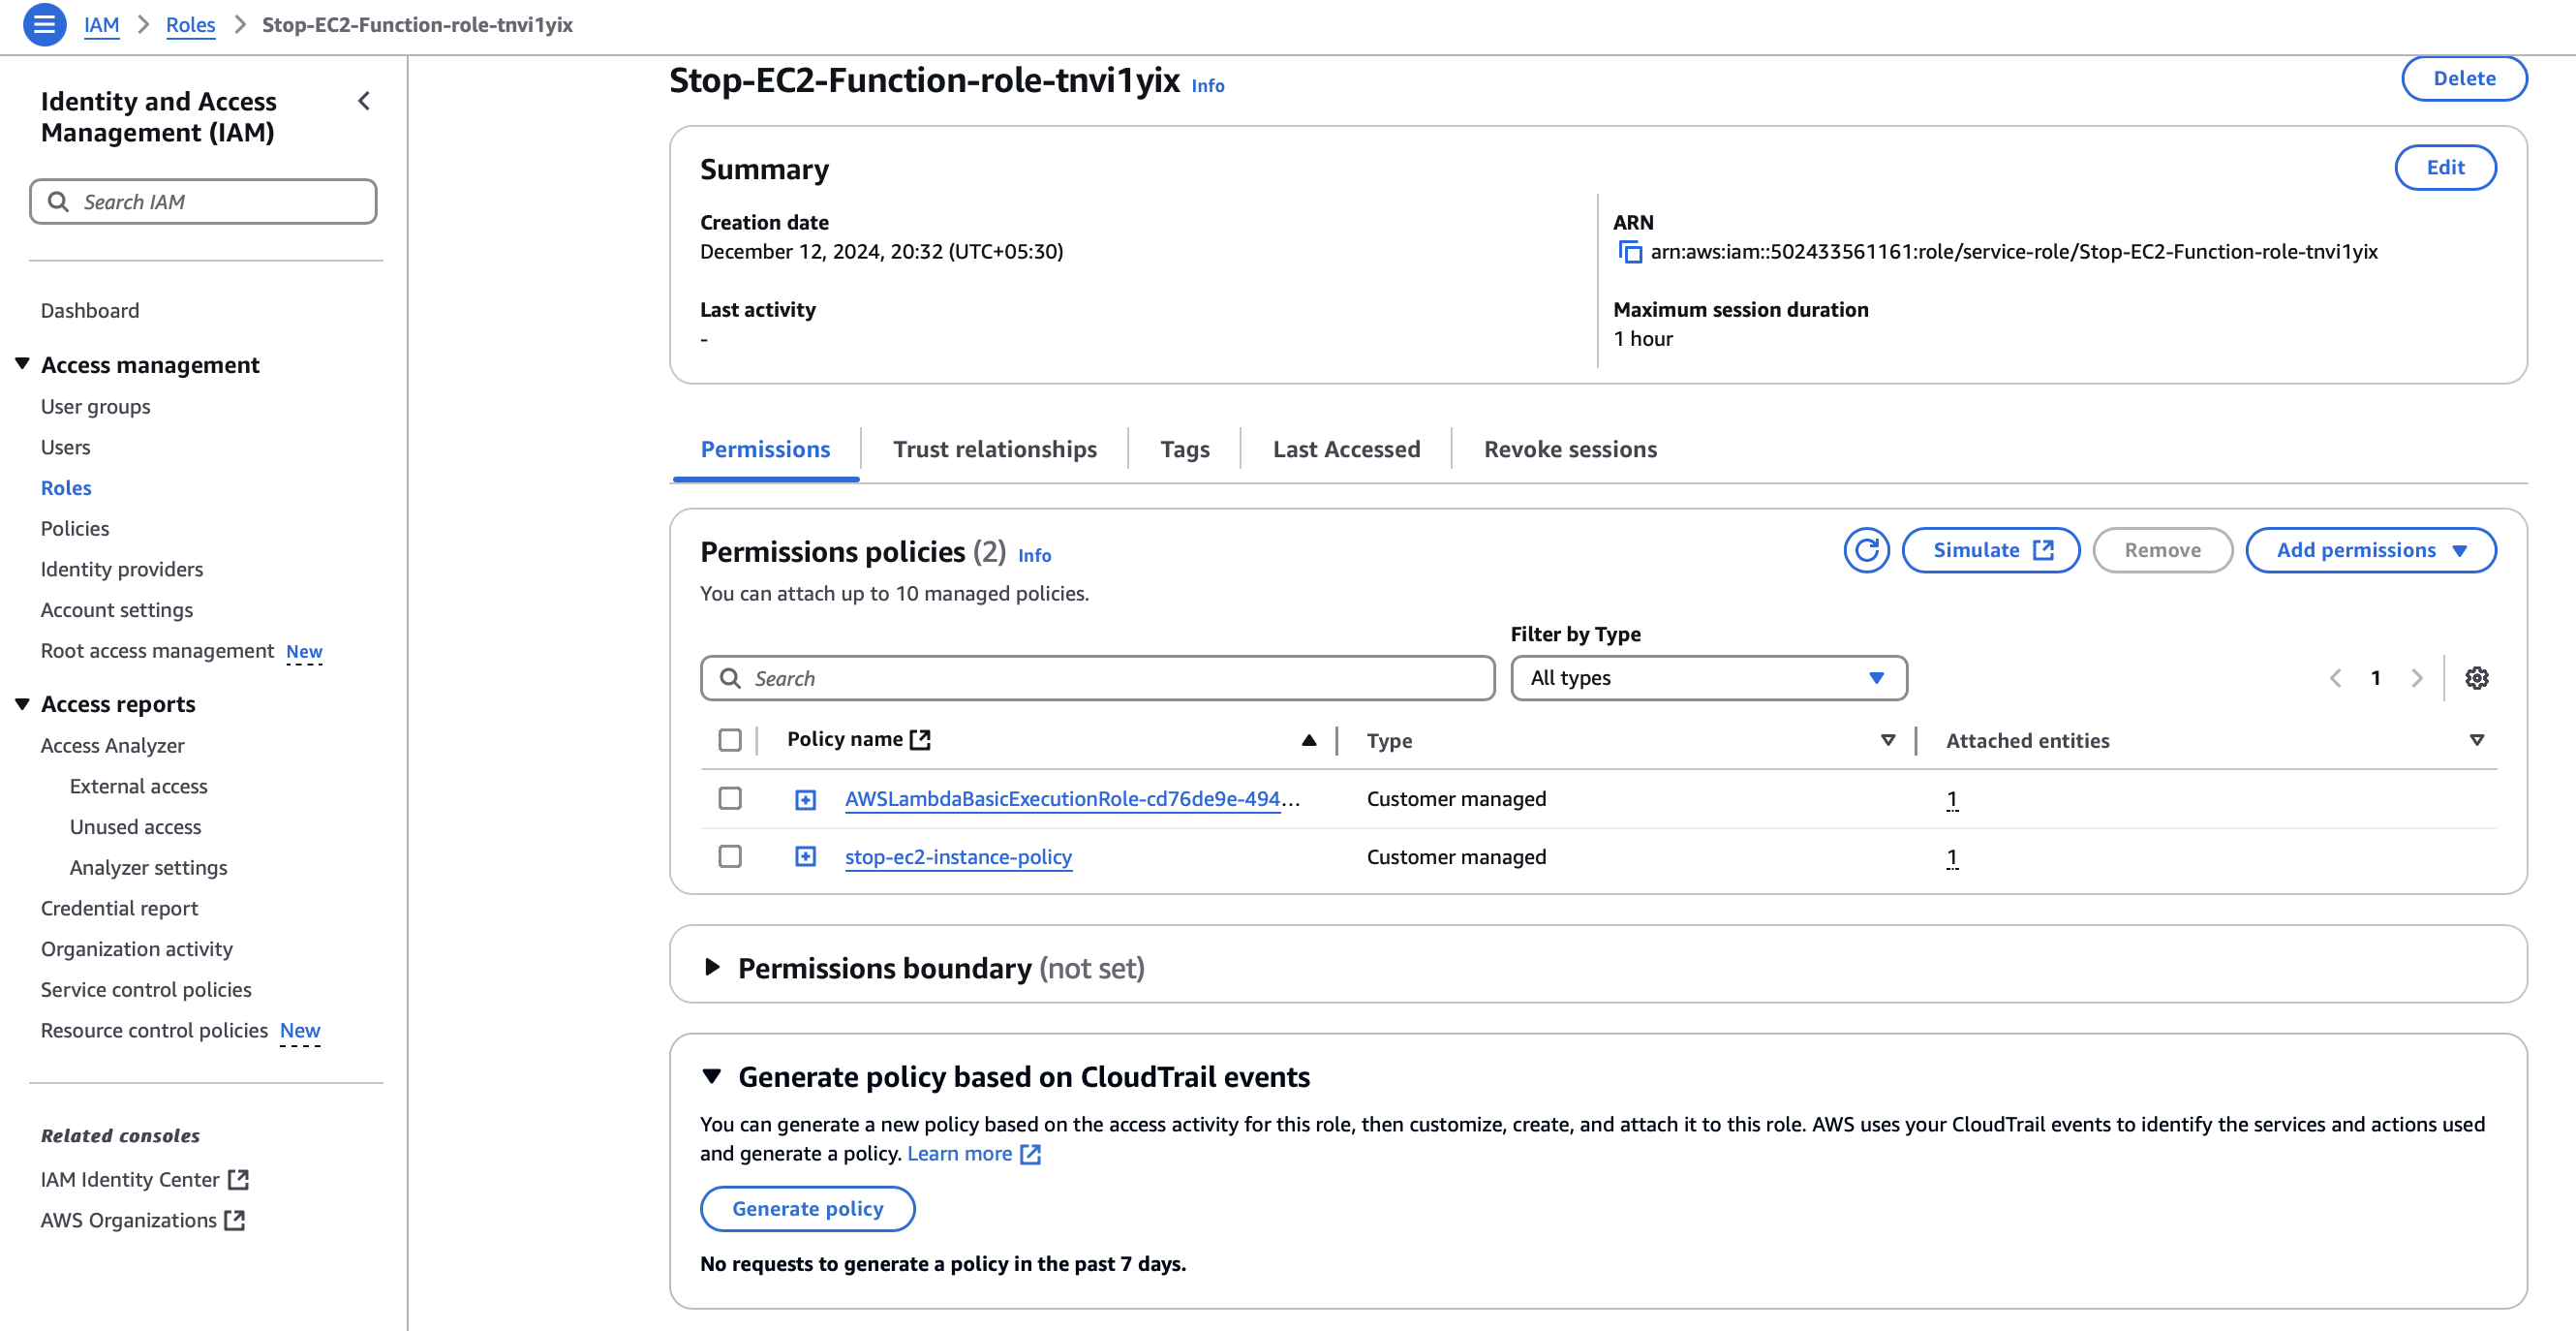 IAM > Roles > Stop-EC2-Function-role-tnvi1yix
Identity and Access
Management (IAM)
Search IAM
Dashboard
Access management
User groups
Users
Roles
Policies
Identity providers
Account settings
Root access management New
Access reports
Access Analyzer
External access
Unused access
Analyzer settings
Credential report
Organization activity
Service control policies
Resource control policies New
Related consoles
IAM Identity Center
AWS Organizations
Stop-EC2-Function-role-tnvi1yix Info
Delete
Summary
Edit
Creation date
December 12, 2024, 20:32 (UTC+05:30)
ARN
arn:aws:iam::502433561161:role/service-role/Stop-EC2-Function-role-tnvi1yix
Last activity
-
Maximum session duration
1 hour
Permissions
Trust relationships
Tags
Last Accessed
Revoke sessions
Permissions policies (2) Info
Simulate
Remove
Add permissions
You can attach up to 10 managed policies.
Filter by Type
Search
All types
1
Policy name
Type
Attached entities
AWSLambdaBasicExecutionRole-cd76de9e-494...
Customer managed
1
stop-ec2-instance-policy
Customer managed
1
Permissions boundary (not set)
Generate policy based on CloudTrail events
You can generate a new policy based on the access activity for this role, then customize, create, and attach it to this role. AWS uses your CloudTrail events to identify the services and actions used
and generate a policy. Learn more
Generate policy
No requests to generate a policy in the past 7 days.